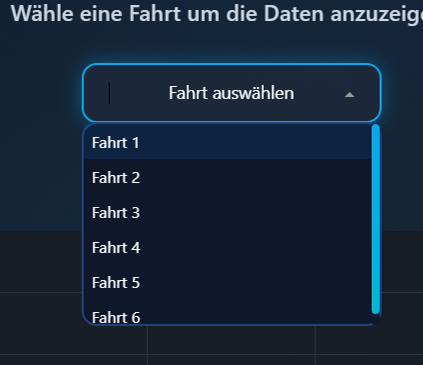 Wähle eine Fahrt um die Daten anzuzeige
Fahrt auswählen
Fahrt 1
Fahrt 2
Fahrt 3
Fahrt 4
Fahrt 5
Fahrt 6